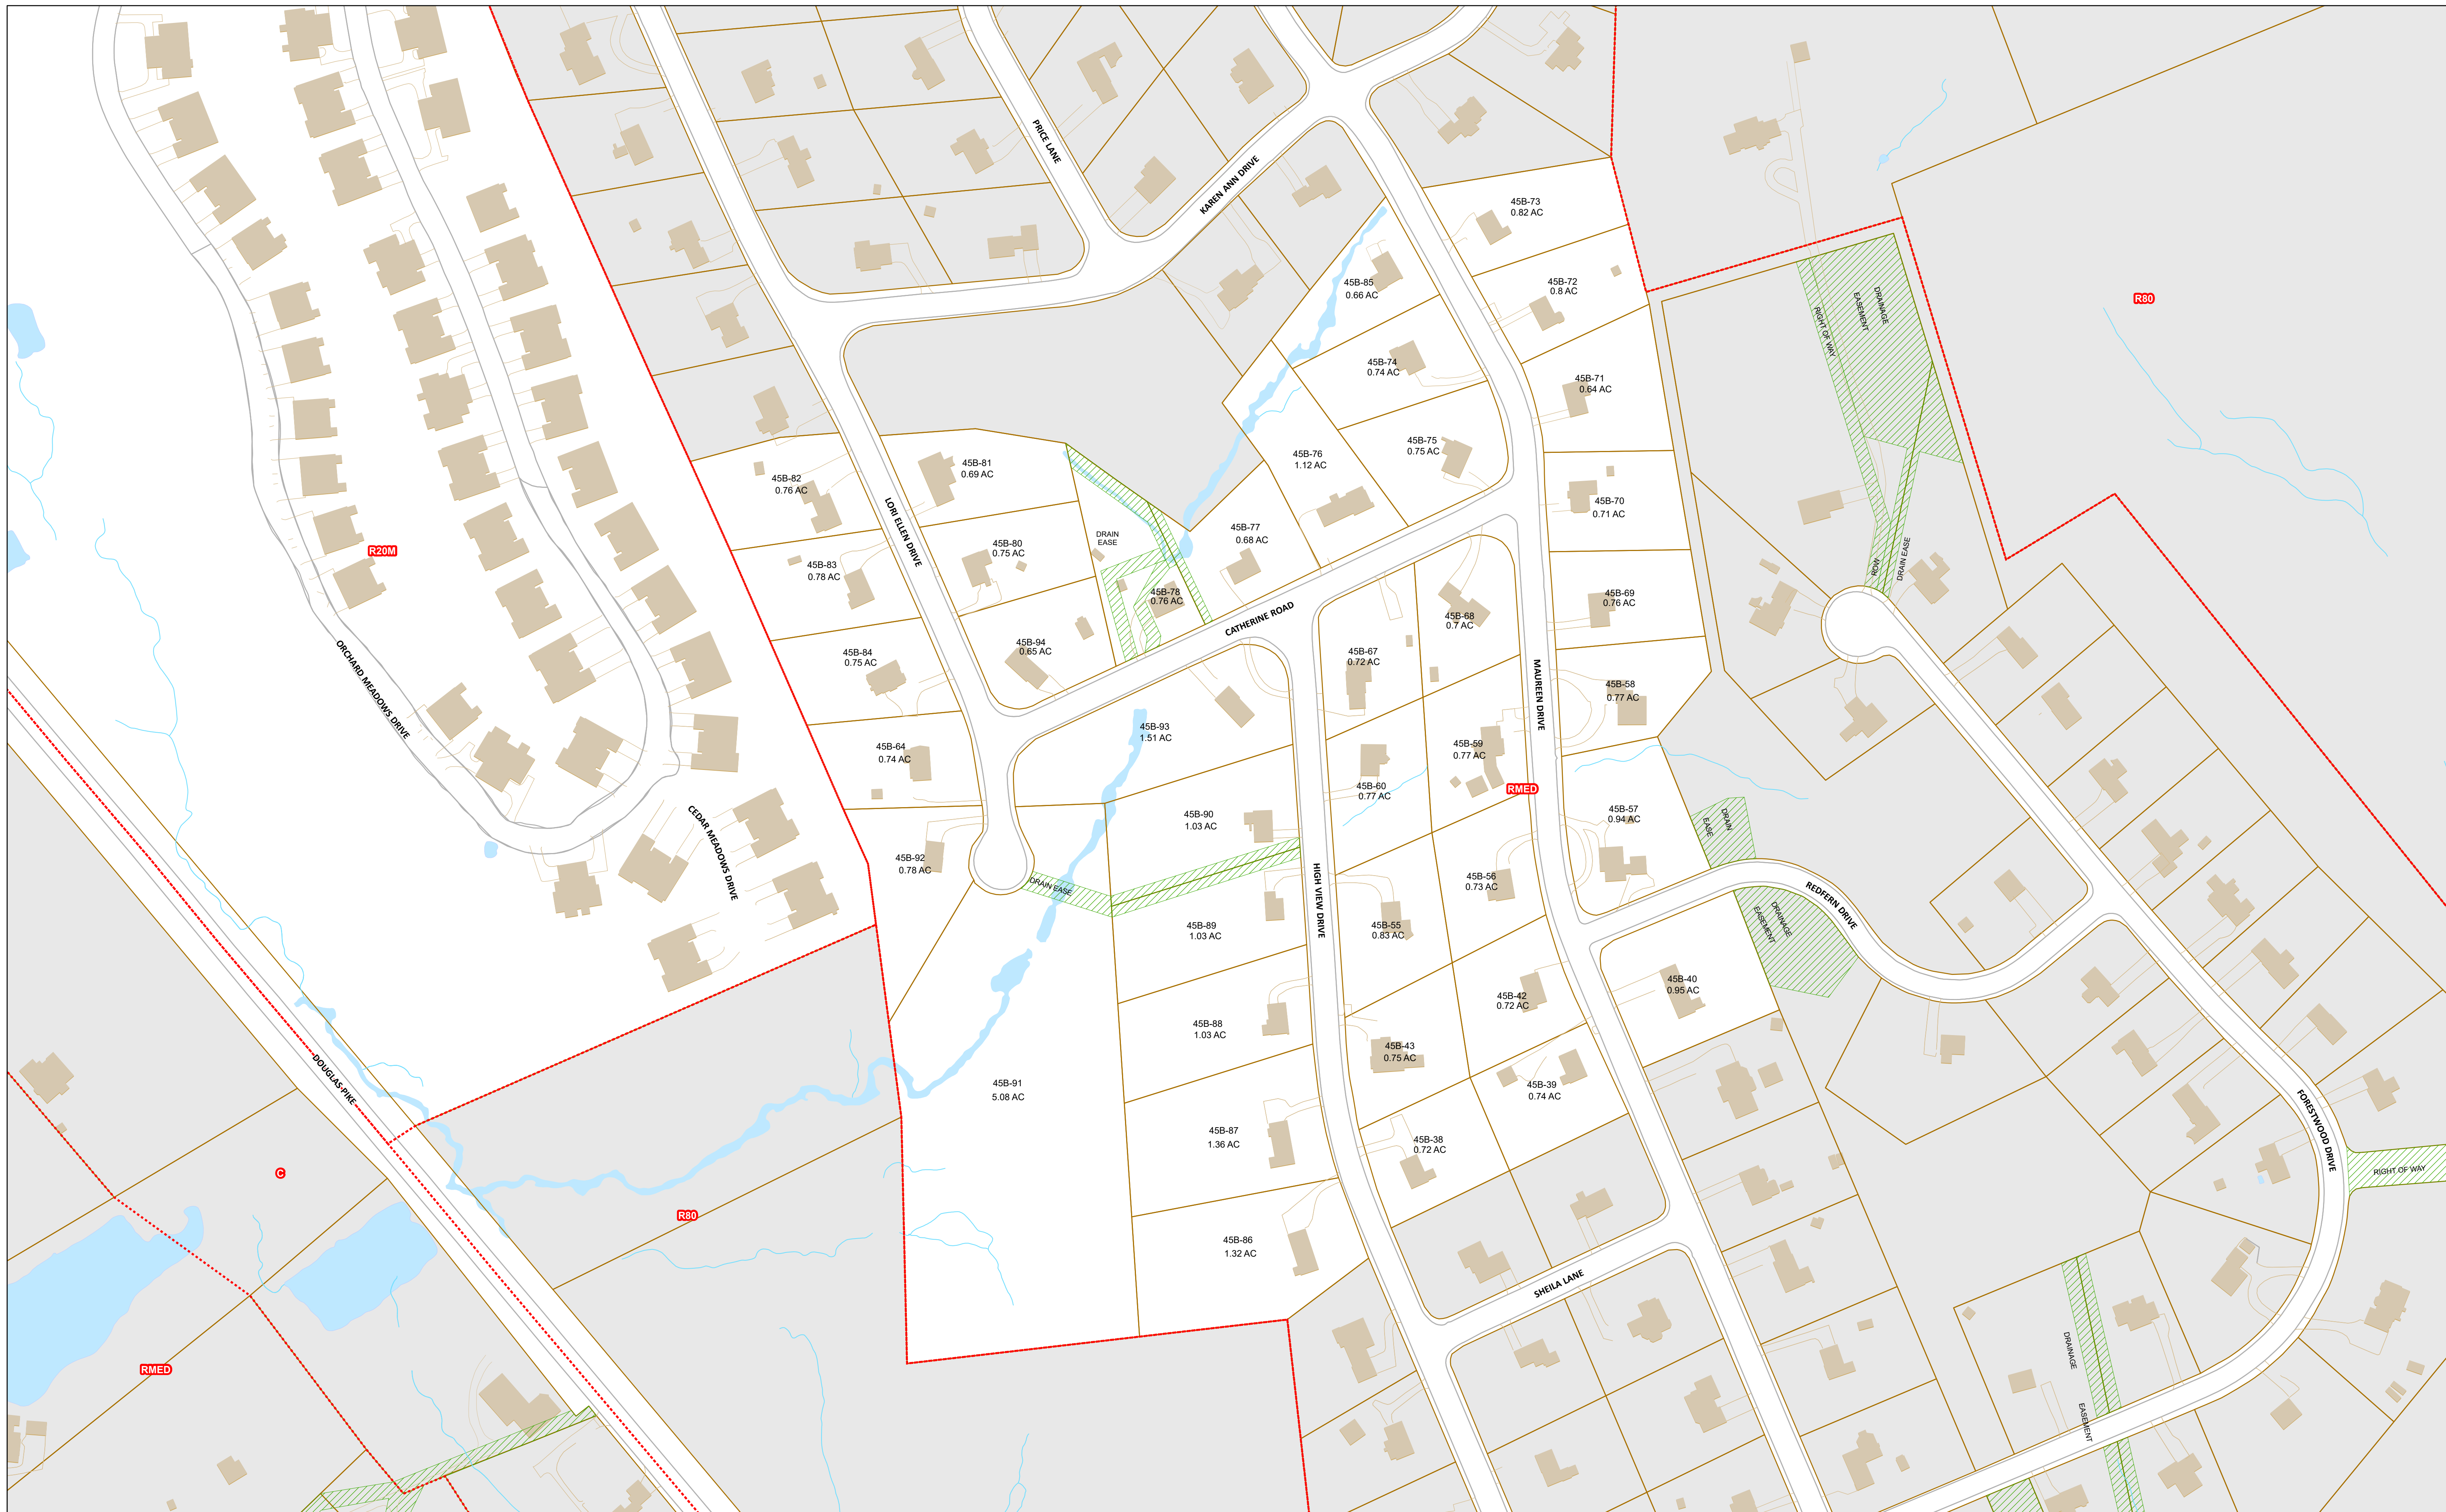 PRICE LANE
KAREN ANN DRIVE
45B-73
0.82 AC
45B-72
0.8 AC
45B-85
0.66 AC
45B-74
0.74 AC
45B-71
0.64 AC
45B-75
0.75 AC
45B-76
1.12 AC
45B-70
0.71 AC
45B-77
0.68 AC
45B-81
0.69 AC
45B-82
0.76 AC
LORI ELLEN DRIVE
45B-80
0.75 AC
DRAIN
EASE
45B-83
0.78 AC
45B-78
0.76 AC
45B-69
0.76 AC
45B-68
0.7 AC
CATHERINE ROAD
45B-94
0.65 AC
45B-84
0.75 AC
45B-67
0.72 AC
MAUREEN DRIVE
45B-58
0.77 AC
45B-93
1.51 AC
45B-64
0.74 AC
45B-59
0.77 AC
45B-60
0.77 AC
RMED
45B-57
0.94 AC
45B-90
1.03 AC
45B-92
0.78 AC
DRAIN EASE
HIGH VIEW DRIVE
45B-56
0.73 AC
45B-89
1.03 AC
45B-55
0.83 AC
45B-40
0.95 AC
45B-42
0.72 AC
45B-88
1.03 AC
45B-43
0.75 AC
45B-91
5.08 AC
45B-39
0.74 AC
45B-87
1.36 AC
45B-38
0.72 AC
45B-86
1.32 AC
SHEILA LANE
R20M
ORCHARD MEADOWS DRIVE
CEDAR MEADOWS DRIVE
DOUGLAS PIKE
C
R80
RMED
R80
DRAINAGE
EASEMENT
RIGHT OF WAY
ROW
DRAIN EASE
DRAIN
EASE
REDFERN DRIVE
DRAINAGE
EASEMENT
FORESTWOOD DRIVE
RIGHT OF WAY
DRAINAGE
EASEMENT